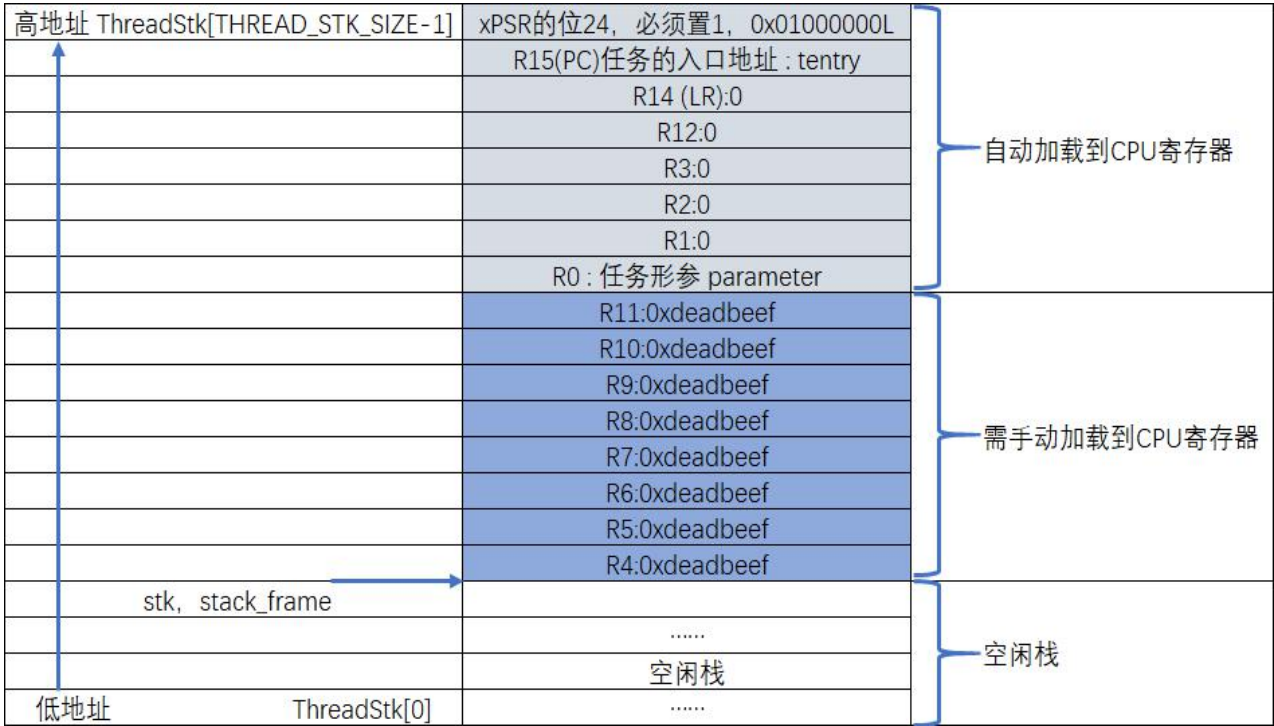 高地址 ThreadStk[THREAD_STK_SIZE-1] xPSR的位24，必须置1，0x01000000L
R15(PC)任务的入口地址 : tentry
R14 (LR):0
R12:0
自动加载到CPU寄存器
R3:0
R2:0
R1:0
R0 : 任务形参 parameter
R11:0xdeadbeef
R10:0xdeadbeef
R9:0xdeadbeef
R8:0xdeadbeef
需手动加载到CPU寄存器
R7:0xdeadbeef
R6:0xdeadbeef
R5:0xdeadbeef
R4:0xdeadbeef
stk，stack_frame
......
空闲栈
空闲栈
低地址 ThreadStk[0] ......